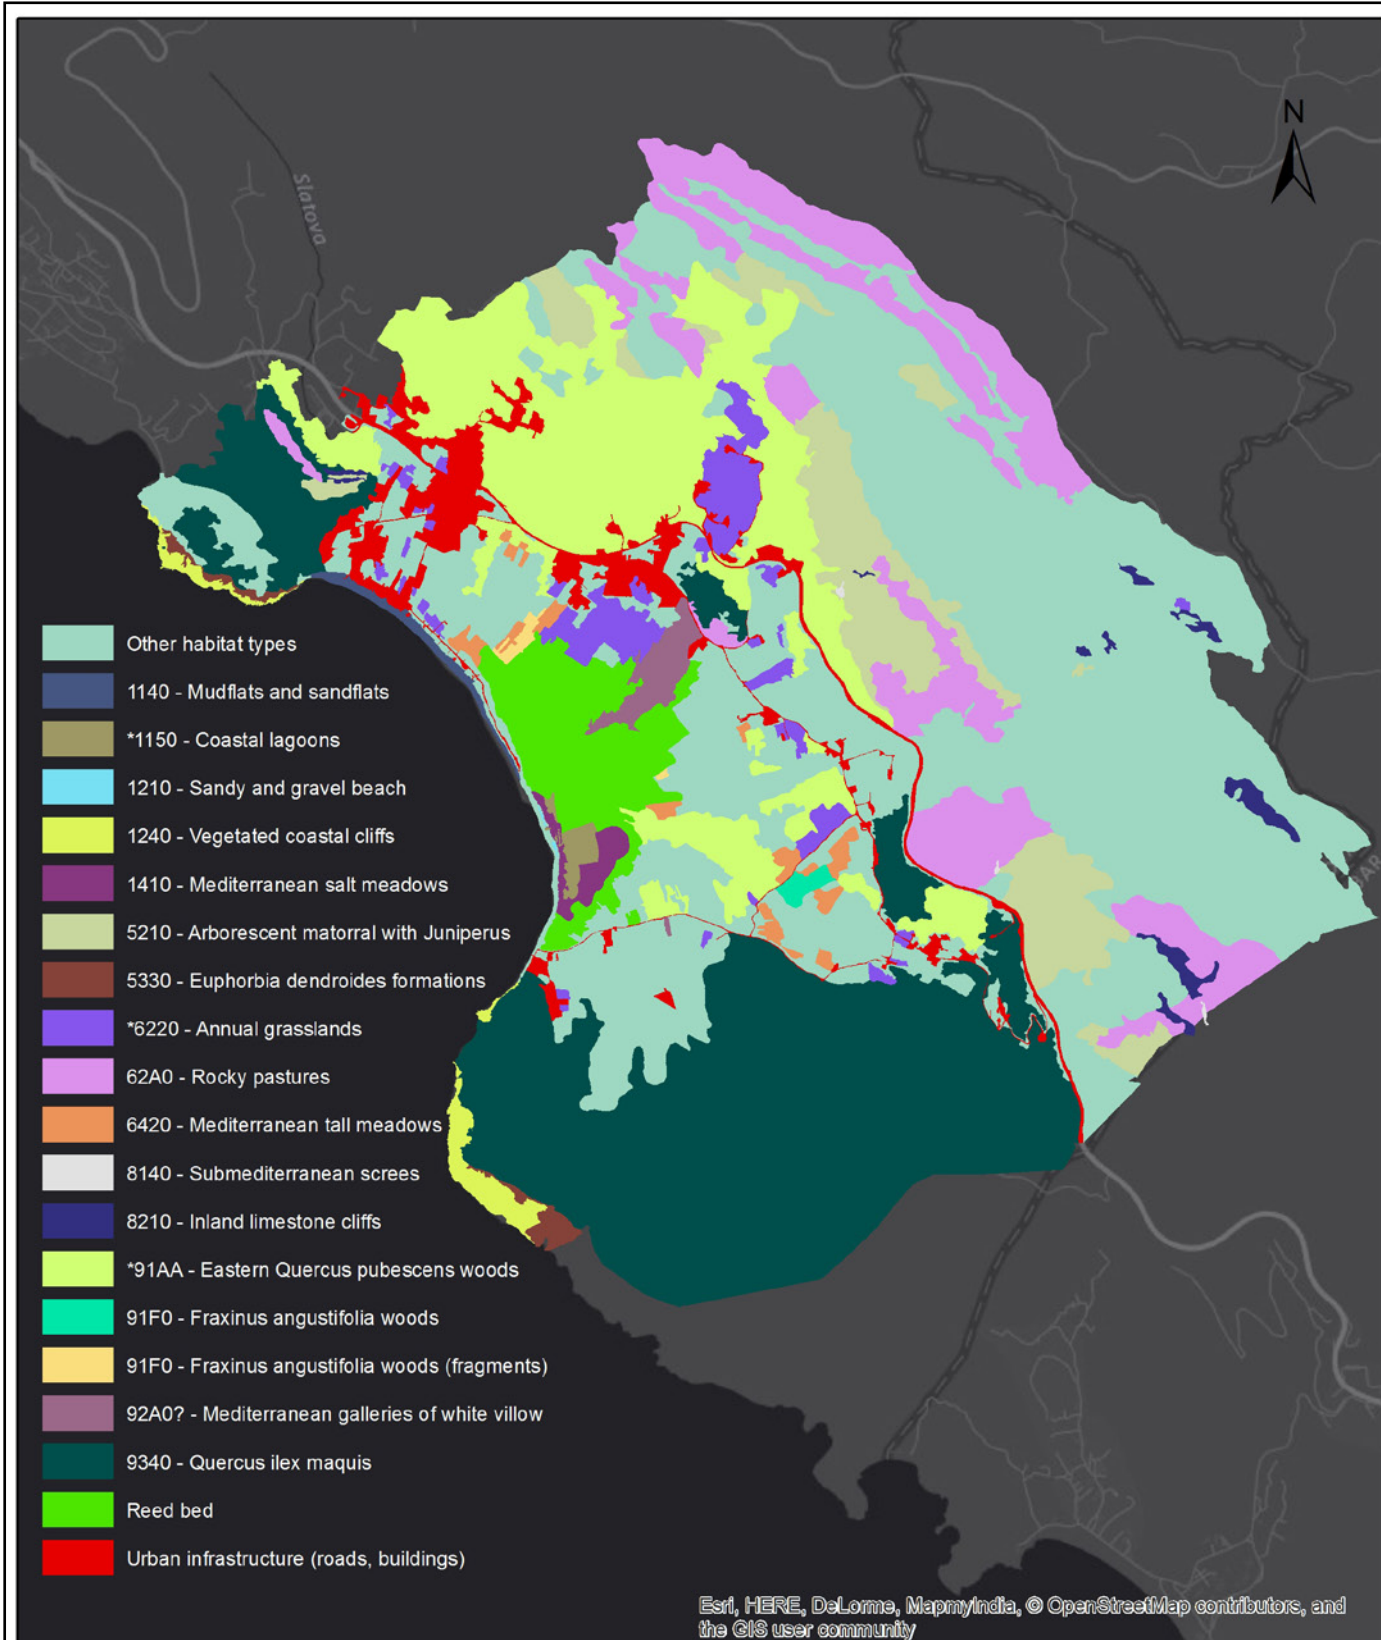 N
Slatova
Other habitat types
1140 - Mudflats and sandflats
*1150 - Coastal lagoons
1210 - Sandy and gravel beach
1240 - Vegetated coastal cliffs
1410 - Mediterranean salt meadows
5210 - Arborescent matorral with Juniperus
5330 - Euphorbia dendroides formations
*6220 - Annual grasslands
62A0 - Rocky pastures
6420 - Mediterranean tall meadows
8140 - Submediterranean screes
8210 - Inland limestone cliffs
*91AA - Eastern Quercus pubescens woods
91F0 - Fraxinus angustifolia woods
91F0 - Fraxinus angustifolia woods (fragments)
92A0? - Mediterranean galleries of white villow
9340 - Quercus ilex maquis
Reed bed
Urban infrastructure (roads, buildings)
Esri, HERE, DeLorme, MapmyIndia, © OpenStreetMap contributors, and
the GIS user community